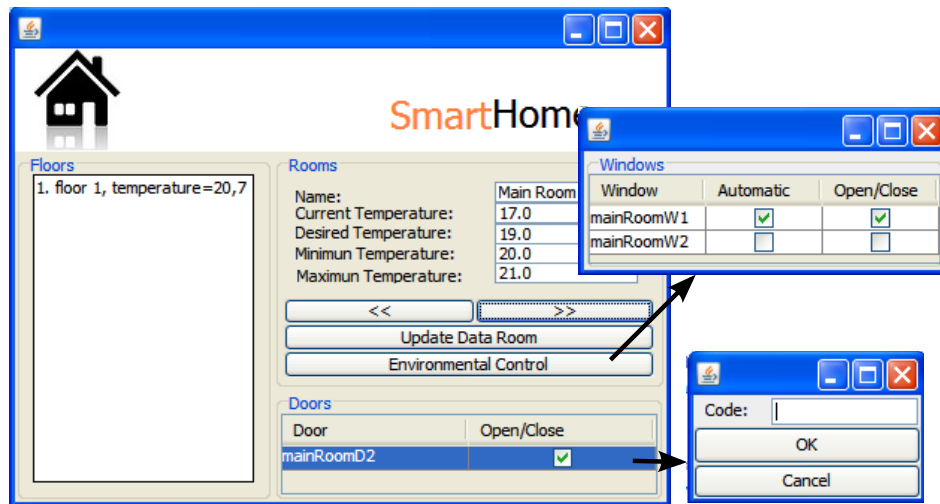 SmartHome
Floors
1. floor 1, temperature=20,7
Rooms
Name: Main Room
Current Temperature: 17.0
Desired Temperature: 19.0
Minimun Temperature: 20.0
Maximun Temperature: 21.0
<< >>
Update Data Room
Environmental Control
Doors
Door Open/Close
mainRoomD2
Windows
Window Automatic Open/Close
mainRoomW1
mainRoomW2
Code:
OK
Cancel